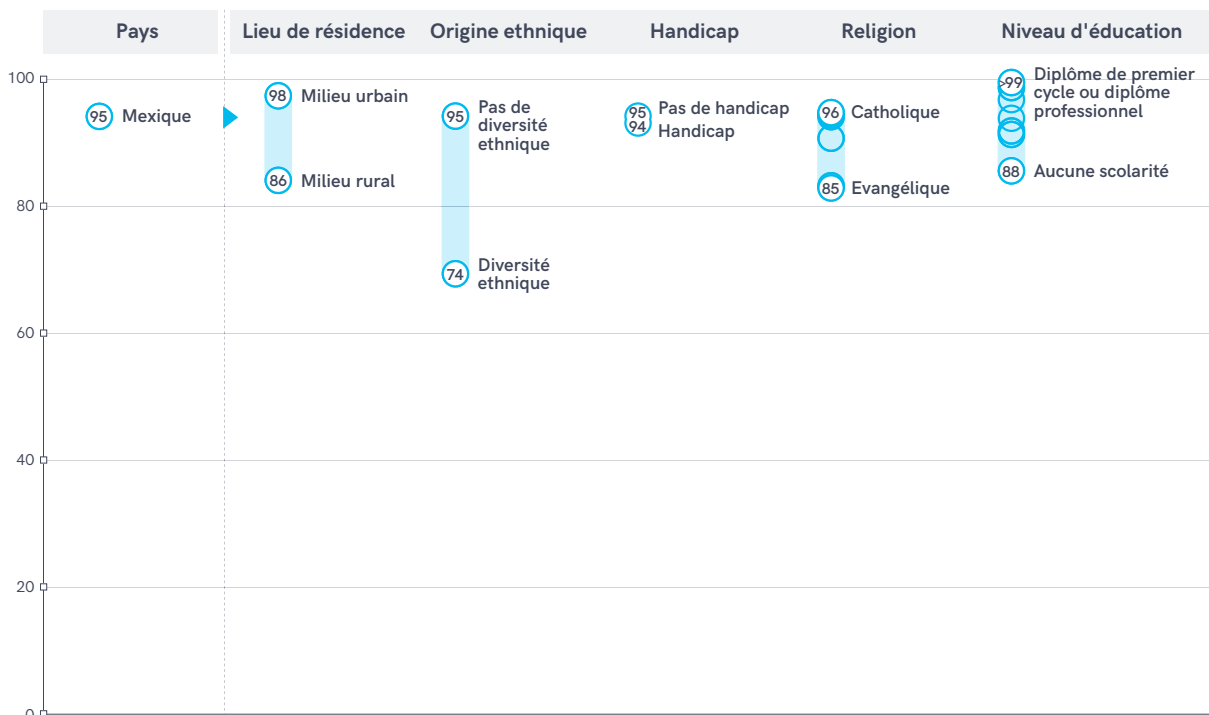 Pays
Lieu de résidence
Origine ethnique
Handicap
Religion
Niveau d'éducation
100
80
60
40
20
0
95 Mexique
98 Milieu urbain
86 Milieu rural
95 Pas de
diversité
ethnique
74 Diversité
ethnique
95 Pas de handicap
94 Handicap
96 Catholique
85 Evangélique
>99 Diplôme de premier
cycle ou diplôme
professionnel
88 Aucune scolarité